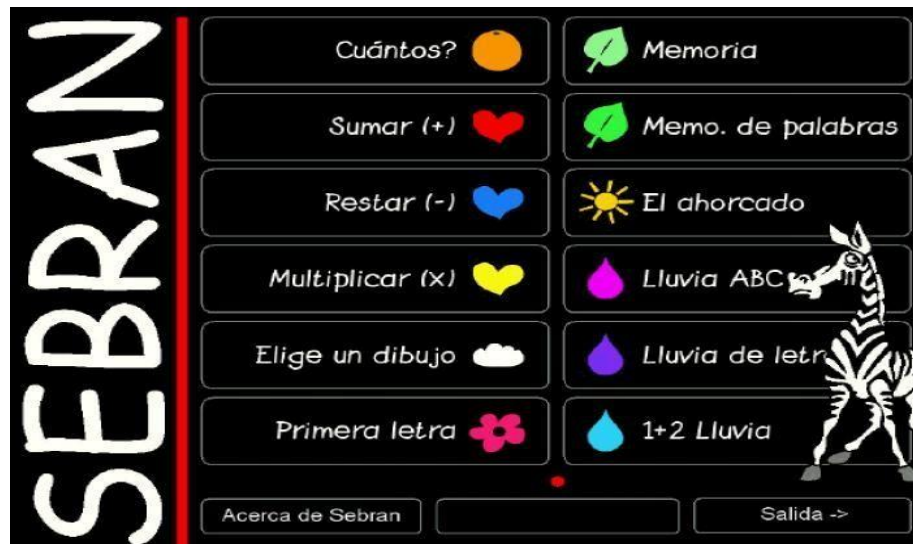 SEBRAN
Cuántos?
Sumar (+)
Restar (-)
Multiplicar (x)
Elige un dibujo
Primera letra
Memoria
Memo. de palabras
El ahorcado
Lluvia ABC
Lluvia de letr
1+2 Lluvia
Acerca de Sebran
Salida ->